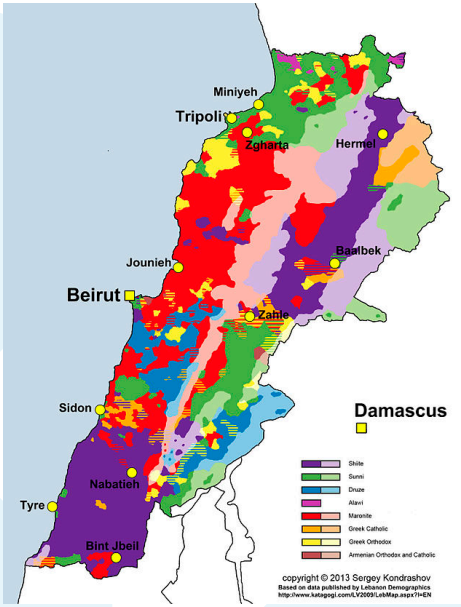 Miniyeh
Tripoli
Zgharta
Hermel
Baalbek
Jounieh
Beirut
Zahle
Sidon
Damascus
Nabatieh
Tyre
Bint Jbeil
Shiite
Sunni
Druze
Alawi
Maronite
Greek Catholic
Greek Orthodox
Armenian Orthodox and Catholic
copyright © 2013 Sergey Kondrashov
Based on data published by Lebanon Demographics
http://www.katagogi.com/LV2009/LebMap.aspx?l=EN